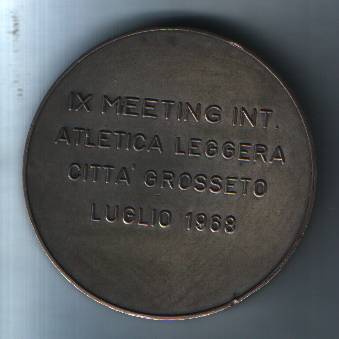 IX MEETING INT.
ATLETICA LEGGERA
CITTA' GROSSETO
LUGLIO 1968